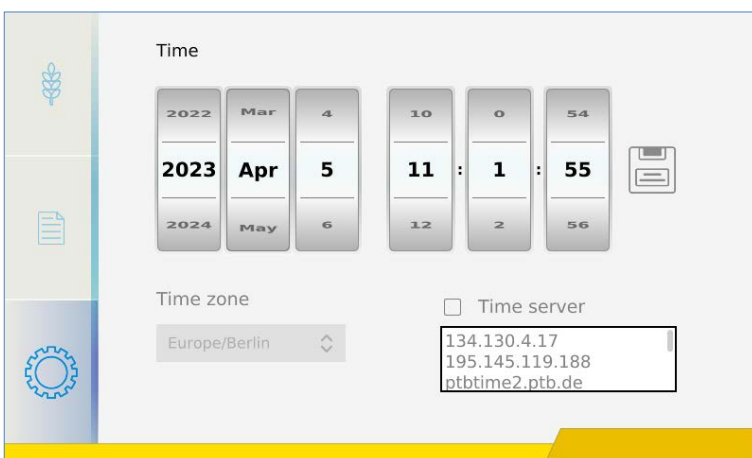 Time
2022 Mar 4 10 0 54
2023 Apr 5 11 : 1 : 55
2024 May 6 12 2 56
Time zone
Time server
Europe/Berlin
134.130.4.17
195.145.119.188
ptbtime2.ptb.de